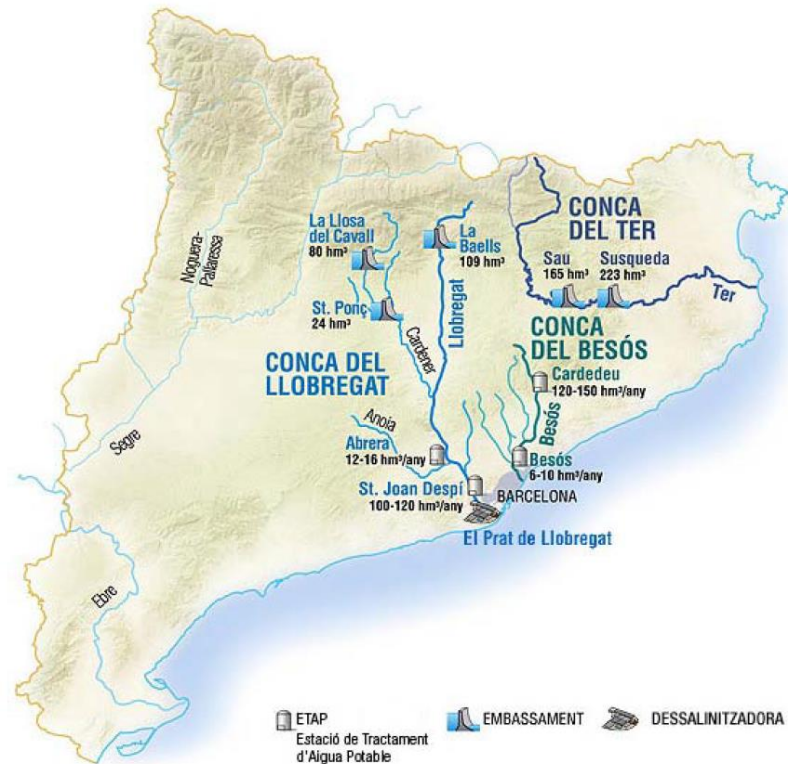 La Llosa
del Cavall
80 hm³
La
Baells
109 hm³
CONCA
DEL TER
Sau
165 hm³
Susqueda
223 hm³
Ter
Noguera-
Pallaressa
St. Ponç
24 hm³
Cardener
Llobregat
CONCA
DEL BESÓS
Cardedeu
120-150 hm³/any
CONCA DEL
LLOBREGAT
Anoia
Besós
Segre
Abrera
12-16 hm³/any
Besós
6-10 hm³/any
St. Joan Despí
100-120 hm³/any
BARCELONA
El Prat de Llobregat
Ebre
ETAP
Estació de Tractament
d'Aigua Potable
EMBASSAMENT
DESSALINITZADORA